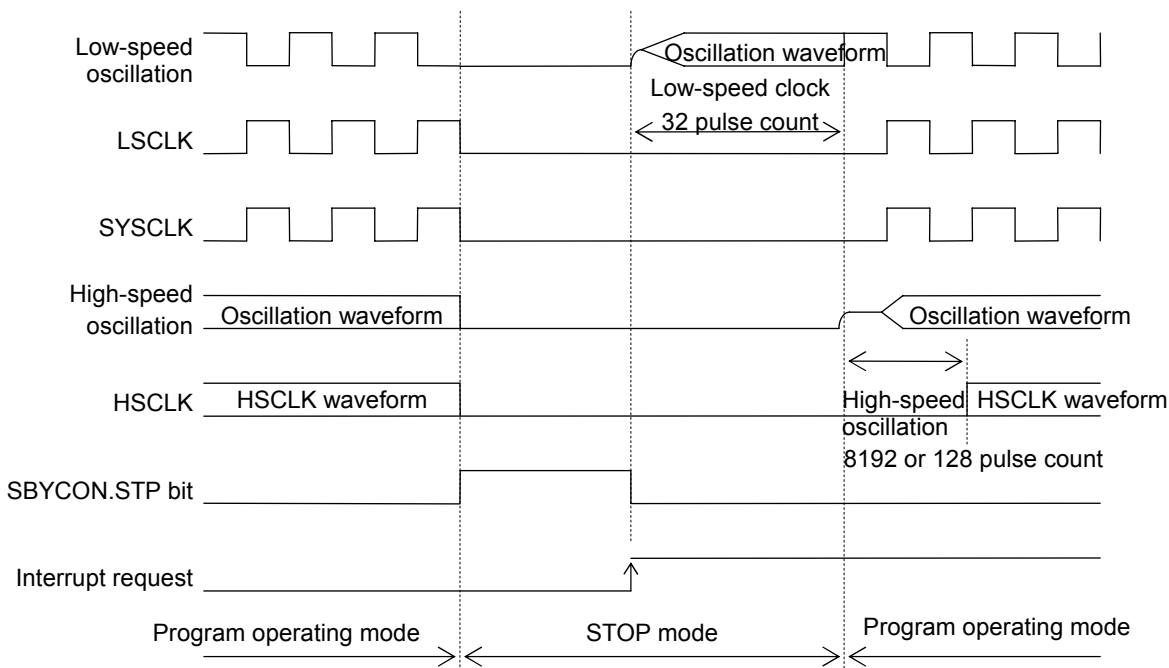 Low-speed
oscillation
Oscillation waveform
Low-speed clock
32 pulse count
LSCLK
SYSCLK
High-speed
oscillation
Oscillation waveform
Oscillation waveform
HSCLK
HSCLK waveform
High-speed
oscillation
8192 or 128 pulse count
HSCLK waveform
SBYCON.STP bit
Interrupt request
Program operating mode
STOP mode
Program operating mode